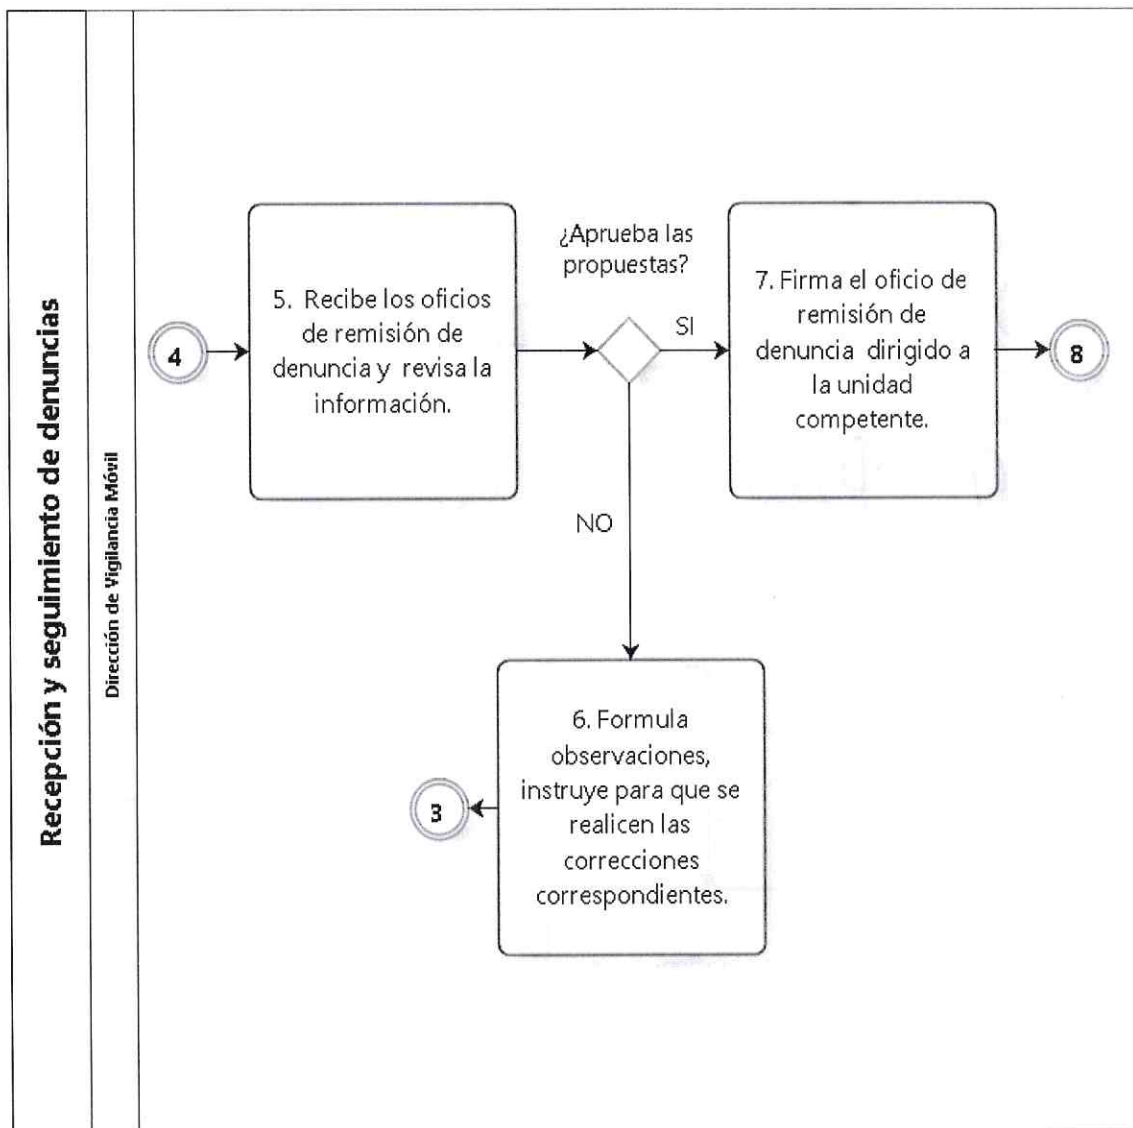 Recepción y seguimiento de denuncias
Dirección de Vigilancia Móvil
4
5. Recibe los oficios
de remisión de
denuncia y revisa la
información.
¿Aprueba las
propuestas?
SI
7. Firma el oficio de
remisión de
denuncia dirigido a
la unidad
competente.
8
NO
6. Formula
observaciones,
instruye para que se
realicen las
correcciones
correspondientes.
3